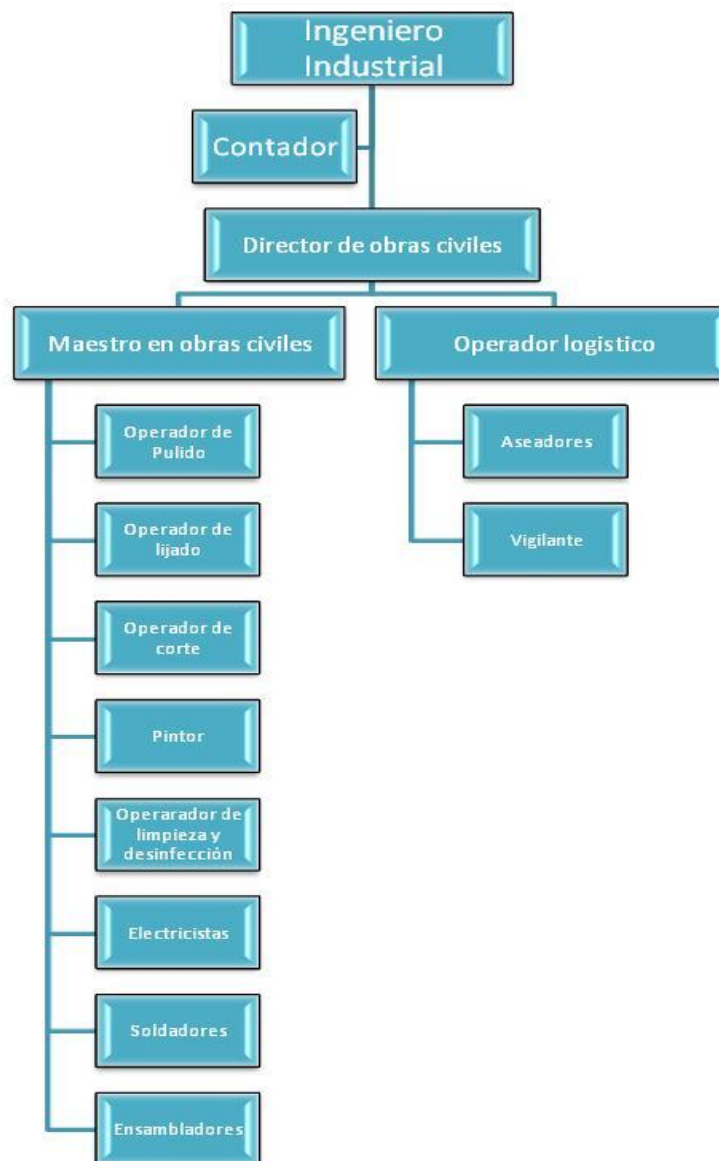 Ingeniero
Industrial
Contador
Director de obras civiles
Maestro en obras civiles
Operador de
Pulido
Operador de
lijado
Operador de
corte
Pintor
Operarador de
limpieza y
desinfección
Electricistas
Soldadores
Ensambladores
Operador logistico
Aseadores
Vigilante